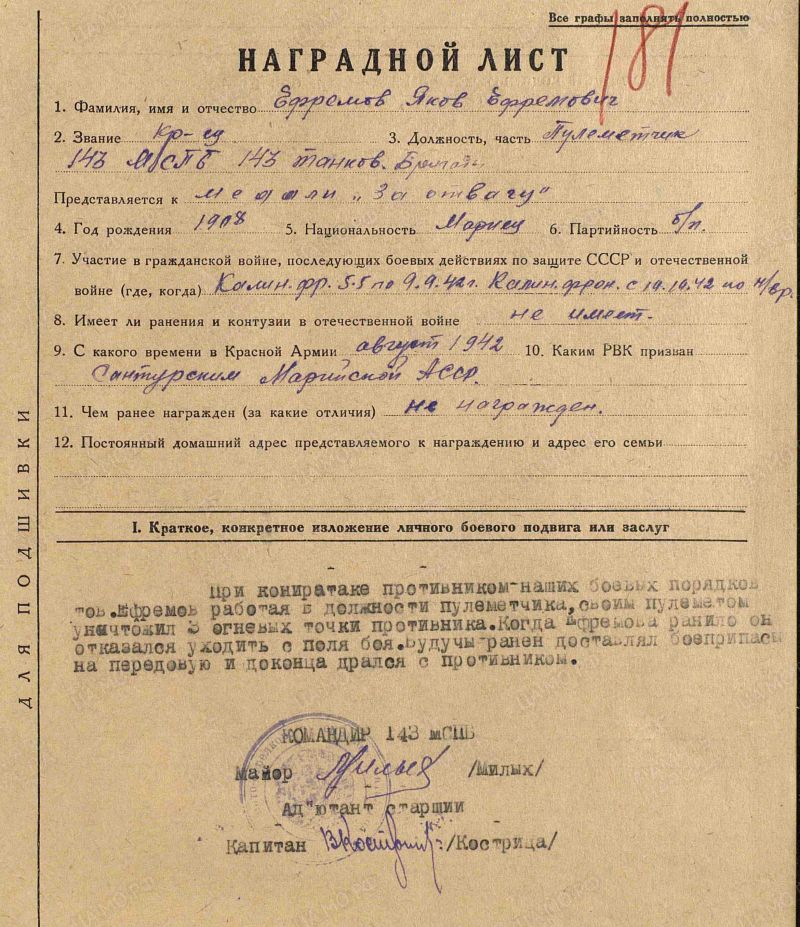 Все графы заполнять полностью
181
НАГРАДНОЙ ЛИСТ
1. Фамилия, имя и отчество Ефремов Яков Ефремович
2. Звание Кр-ец 3. Должность, часть Пулеметчик
143 МСПБ 143 танков. Бригады
Представляется к медали „За отвагу"
4. Год рождения 1908 5. Национальность Мариец 6. Партийность б/п.
7. Участие в гражданской войне, последующих боевых действиях по защите СССР и отечественной
войне (где, когда) Калин. фр. 5.5 по 9.9.42 г. Калин. фрон. с 19.10.42 по н/вр.
8. Имеет ли ранения и контузии в отечественной войне не имеет.
9. С какого времени в Красной Армии август 1942 10. Каким РВК призван
Сантурским Марийской АССР.
11. Чем ранее награжден (за какие отличия) не награжден.
12. Постоянный домашний адрес представляемого к награждению и адрес его семьи
ДЛЯ ПОДШИВКИ
I. Краткое, конкретное изложение личного боевого подвига или заслуг
При контратаке противником наших боевых порядков
тов.Ефремов работая в должности пулеметчика,своим пулеметом
уничтожил 3 огневых точки противника.Когда Ефремова ранило он
отказался уходить с поля боя.Будучы ранен доставлял боеприпасы
на передовую и доконца дрался с противником.
КОМАНДИР 143 мСПБ
Майор Милых /Милых/
Ад"ютант старшии
Капитан ВКострица /Кострица/